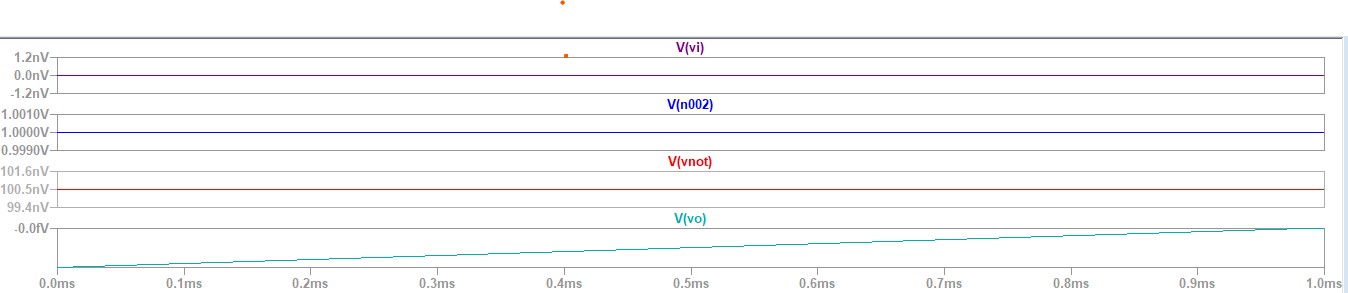 V(vi)
1.2nV
0.0nV
-1.2nV
V(n002)
1.0010V
1.0000V
0.9990V
V(vnot)
101.6nV
100.5nV
99.4nV
V(vo)
-0.0fV
0.0ms 0.1ms 0.2ms 0.3ms 0.4ms 0.5ms 0.6ms 0.7ms 0.8ms 0.9ms 1.0ms